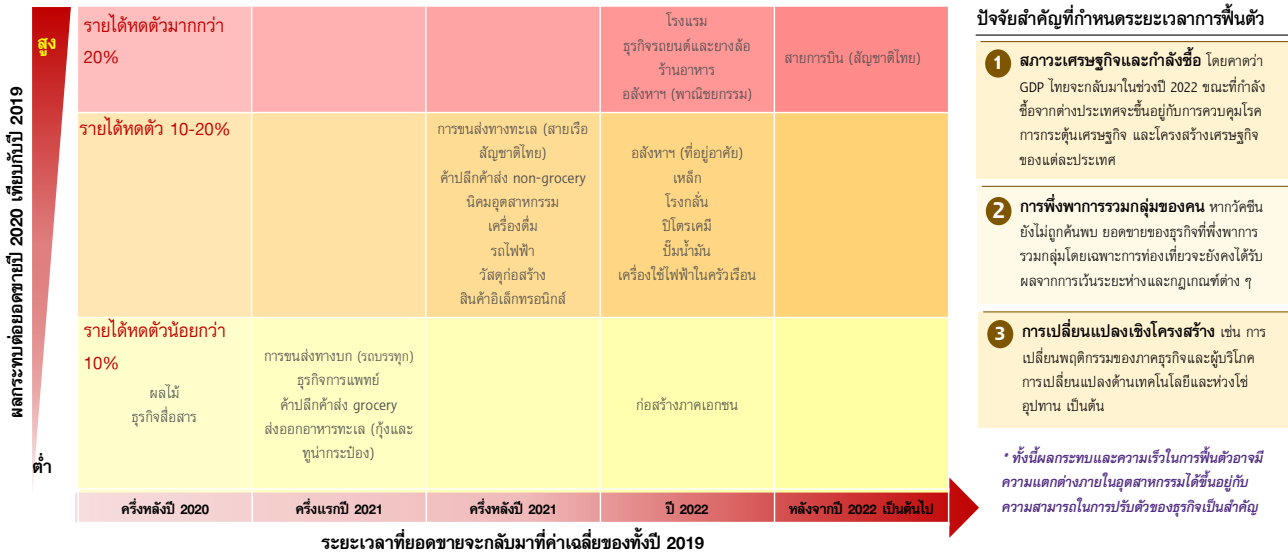 ผลกระทบต่อยอดขายปี 2020 เทียบกับปี 2019
สูง
ต่ำ
รายได้หดตัวมากกว่า
20%
โรงแรม
ธุรกิจรถยนต์และยางล้อ
ร้านอาหาร
อสังหาฯ (พาณิชยกรรม)
สายการบิน (สัญชาติไทย)
รายได้หดตัว 10-20%
การขนส่งทางทะเล (สายเรือ
สัญชาติไทย)
ค้าปลีกค้าส่ง non-grocery
นิคมอุตสาหกรรม
เครื่องดื่ม
รถไฟฟ้า
วัสดุก่อสร้าง
สินค้าอิเล็กทรอนิกส์
อสังหาฯ (ที่อยู่อาศัย)
เหล็ก
โรงกลั่น
ปิโตรเคมี
ปั๊มน้ำมัน
เครื่องใช้ไฟฟ้าในครัวเรือน
รายได้หดตัวน้อยกว่า
10%
ผลไม้
ธุรกิจสื่อสาร
การขนส่งทางบก (รถบรรทุก)
ธุรกิจการแพทย์
ค้าปลีกค้าส่ง grocery
ส่งออกอาหารทะเล (กุ้งและ
ทูน่ากระป๋อง)
ก่อสร้างภาคเอกชน
ครึ่งหลังปี 2020
ครึ่งแรกปี 2021
ครึ่งหลังปี 2021
ปี 2022
หลังจากปี 2022 เป็นต้นไป
ระยะเวลาที่ยอดขายจะกลับมาที่ค่าเฉลี่ยของทั้งปี 2019
ปัจจัยสำคัญที่กำหนดระยะเวลาการฟื้นตัว
1 สภาวะเศรษฐกิจและกำลังซื้อ โดยคาดว่า
GDP ไทยจะกลับมาในช่วงปี 2022 ขณะที่กำลัง
ซื้อจากต่างประเทศจะขึ้นอยู่กับการควบคุมโรค
การกระตุ้นเศรษฐกิจ และโครงสร้างเศรษฐกิจ
ของแต่ละประเทศ
2 การพึ่งพาการรวมกลุ่มของคน หากวัคซีน
ยังไม่ถูกค้นพบ ยอดขายของธุรกิจที่พึ่งพาการ
รวมกลุ่มโดยเฉพาะการท่องเที่ยวจะยังคงได้รับ
ผลจากการเว้นระยะห่างและกฎเกณฑ์ต่าง ๆ
3 การเปลี่ยนแปลงเชิงโครงสร้าง เช่น การ
เปลี่ยนพฤติกรรมของภาคธุรกิจและผู้บริโภค
การเปลี่ยนแปลงด้านเทคโนโลยีและห่วงโซ่
อุปทาน เป็นต้น
* ทั้งนี้ผลกระทบและความเร็วในการฟื้นตัวอาจมี
ความแตกต่างภายในอุตสาหกรรมได้ขึ้นอยู่กับ
ความสามารถในการปรับตัวของธุรกิจเป็นสำคัญ